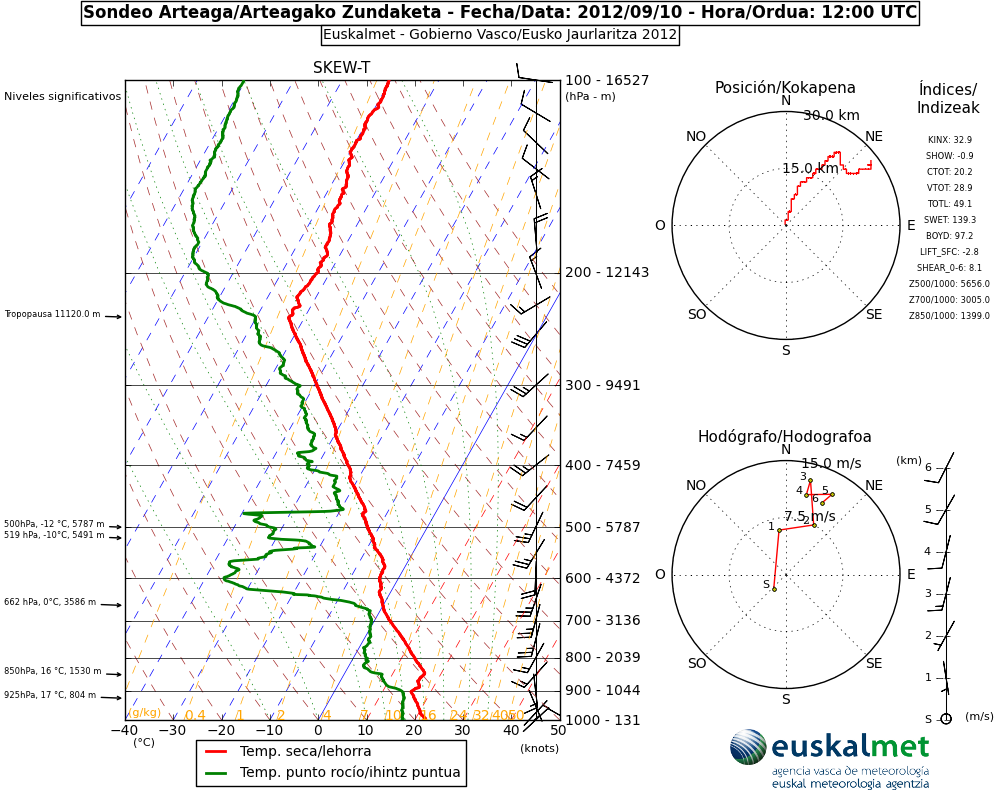 Sondeo Arteaga/Arteagako Zundaketa - Fecha/Data: 2012/09/10 - Hora/Ordua: 12:00 UTC
Euskalmet - Gobierno Vasco/Eusko Jaurlaritza 2012
SKEW-T
Niveles significativos
Tropopausa 11120.0 m
500hPa, -12 °C, 5787 m
519 hPa, -10°C, 5491 m
662 hPa, 0°C, 3586 m
850hPa, 16 °C, 1530 m
925hPa, 17 °C, 804 m
100 - 16527
(hPa - m)
200 - 12143
300 - 9491
400 - 7459
500 - 5787
600 - 4372
700 - 3136
800 - 2039
900 - 1044
1000 - 131
(g/kg) 0.4 1 2 4 7 10 16 24 32 40 50
−40 −30 −20 −10 0 10 20 30 40 50
(°C)
(knots)
Temp. seca/lehorra
Temp. punto rocío/ihintz puntua
Posición/Kokapena
N
30.0 km
NO
NE
15.0 km
O
E
SO
SE
S
Índices/
Indizeak
KINX: 32.9
SHOW: -0.9
CTOT: 20.2
VTOT: 28.9
TOTL: 49.1
SWET: 139.3
BOYD: 97.2
LIFT_SFC: -2.8
SHEAR_0-6: 8.1
Z500/1000: 5656.0
Z700/1000: 3005.0
Z850/1000: 1399.0
Hodógrafo/Hodografoa
N
15.0 m/s
NO
NE
7.5 m/s
O
E
SO
SE
S
3
4
5
6
1
2
S
(km)
6
5
4
3
2
1
S
(m/s)
euskalmet
agencia vasca de meteorología
euskal meteorologia agentzia